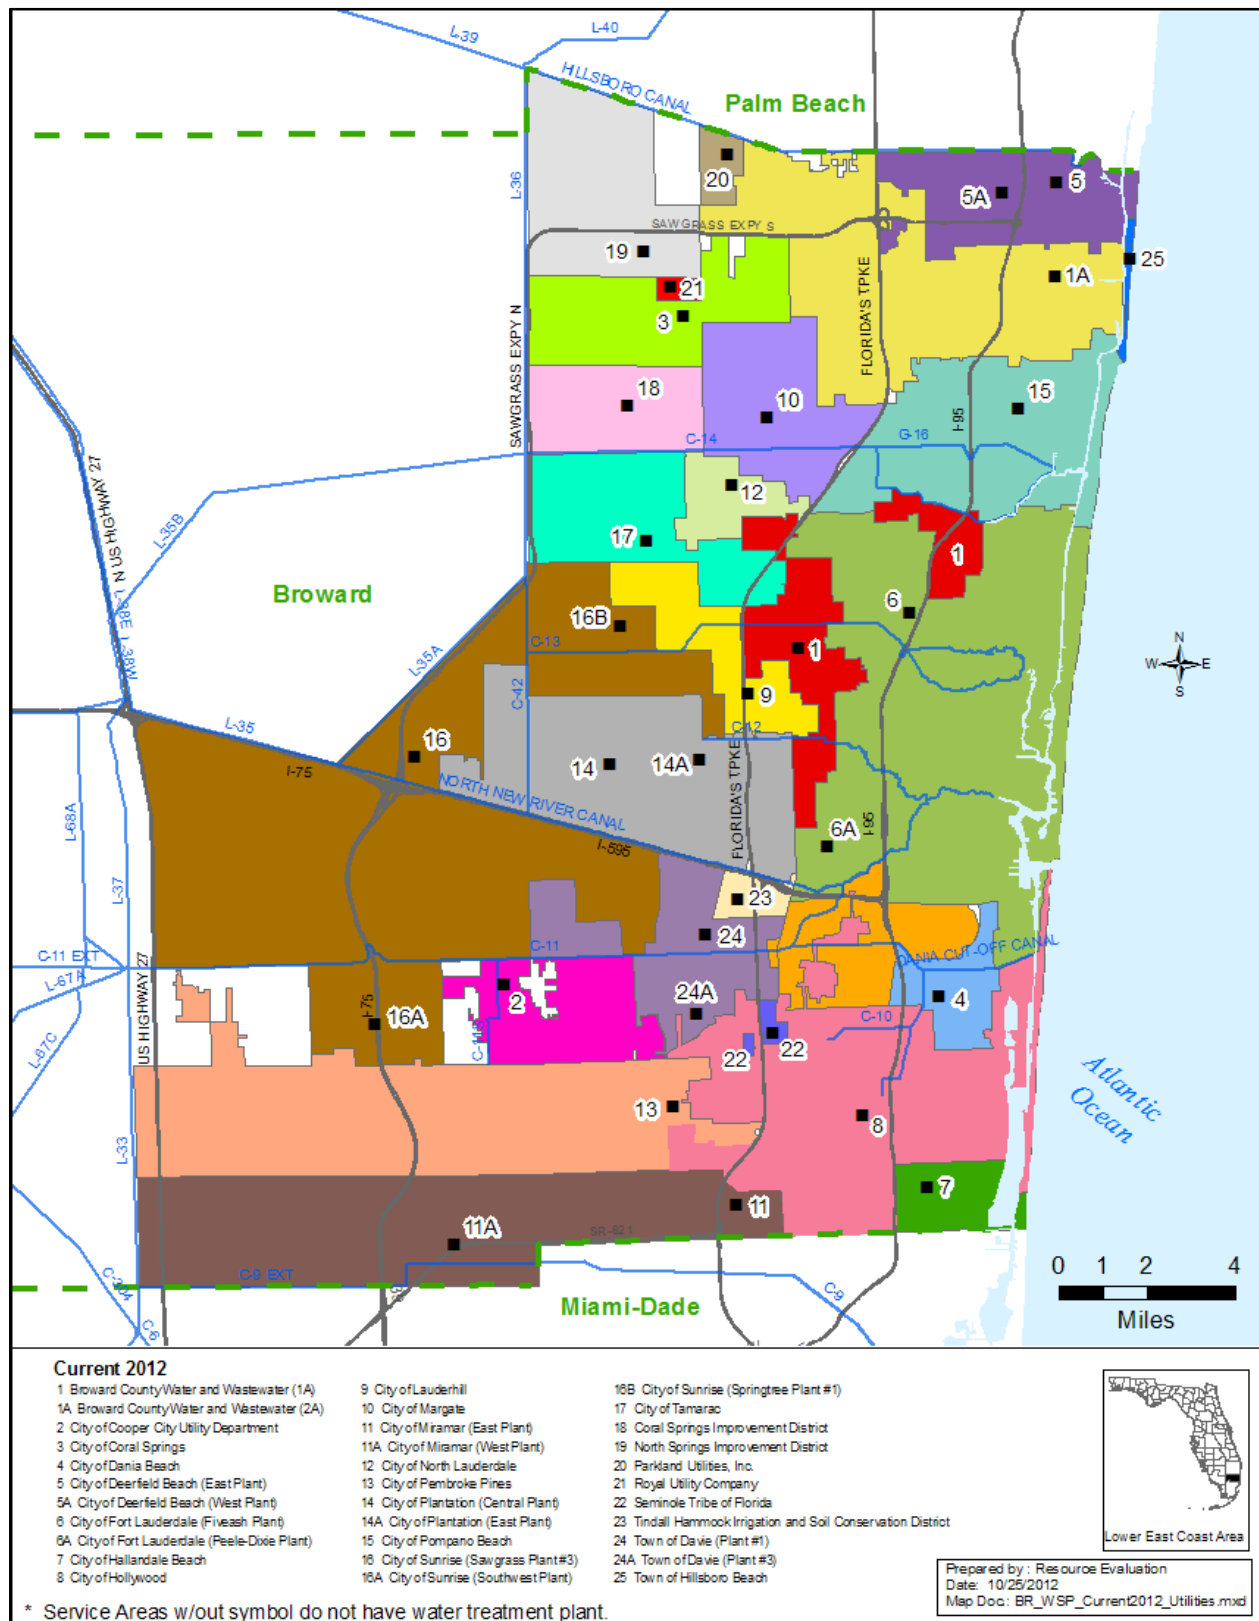 L-39
L-40
HILLSBORO CANAL
Palm Beach
20
5
5A
L-36
SAWGRASS EXPY S
19
25
1A
21
3
FLORIDA'S TPKE
SAWGRASS EXPY N
18
10
15
I-95
C-14
G-16
N US HIGHWAY 27
12
L-35B
17
1
Broward
6
16B
L-38E
L-38W
C-13
1
N
W E
S
L-35A
C-42
9
L-35
C-12
16
14
14A
I-75
NORTH NEW RIVER CANAL
FLORIDA'S TPKE
L-68A
I-595
6A
I-95
L-37
23
24
C-11 EXT
C-11
DANIA CUT-OFF CANAL
L-67A
2
24A
4
US HIGHWAY 27
I-75
16A
C-10
L-67C
22
22
Atlantic
Ocean
13
8
L-33
7
11
11A
SR-821
C-9 EXT
C-304
C-9
C-6
Miami-Dade
0 1 2 4
Miles
Current 2012
1 Broward County Water and Wastewater (1A)
1A Broward County Water and Wastewater (2A)
2 City of Cooper City Utility Department
3 City of Coral Springs
4 City of Dania Beach
5 City of Deerfield Beach (East Plant)
5A City of Deerfield Beach (West Plant)
6 City of Fort Lauderdale (Fiveash Plant)
6A City of Fort Lauderdale (Peele-Dixie Plant)
7 City of Hallandale Beach
8 City of Hollywood
9 City of Lauderhill
10 City of Margate
11 City of Miramar (East Plant)
11A City of Miramar (West Plant)
12 City of North Lauderdale
13 City of Pembroke Pines
14 City of Plantation (Central Plant)
14A City of Plantation (East Plant)
15 City of Pompano Beach
16 City of Sunrise (Sawgrass Plant #3)
16A City of Sunrise (Southwest Plant)
16B City of Sunrise (Springtree Plant #1)
17 City of Tamarac
18 Coral Springs Improvement District
19 North Springs Improvement District
20 Parkland Utilities, Inc.
21 Royal Utility Company
22 Seminole Tribe of Florida
23 Tindall Hammock Irrigation and Soil Conservation District
24 Town of Davie (Plant #1)
24A Town of Davie (Plant #3)
25 Town of Hillsboro Beach
Lower East Coast Area
Prepared by : Resource Evaluation
Date: 10/25/2012
Map Doc: BR_WSP_Current2012_Utilities.mxd
* Service Areas w/out symbol do not have water treatment plant.